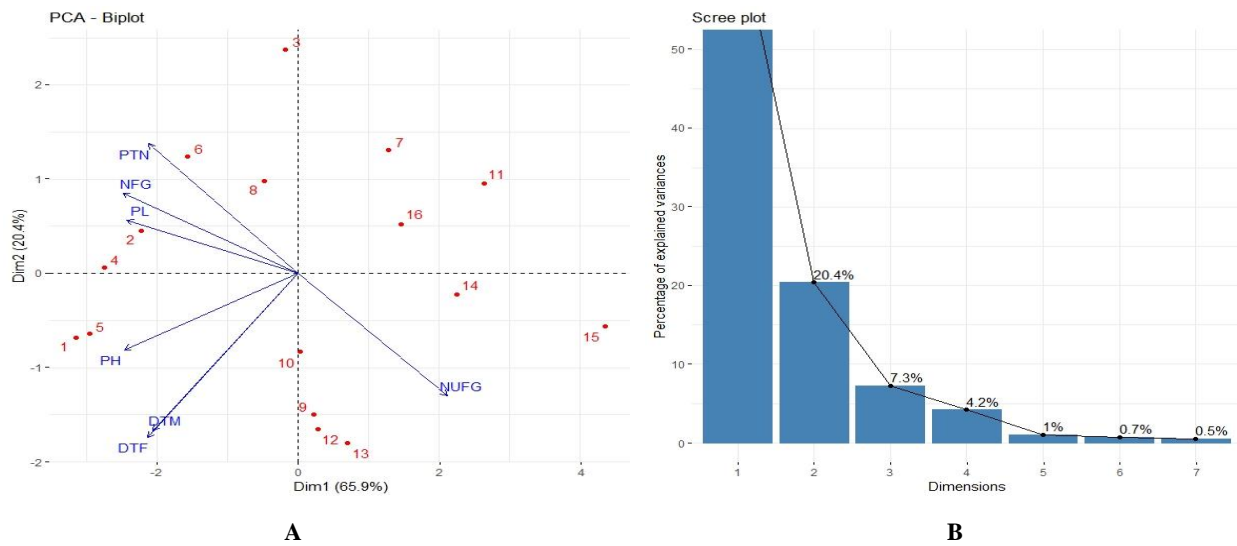 PCA - Biplot
3
2
PTN
6
7
NFG
8
11
1
PL
16
2
4
0
14
5
1
15
PH
10
-1
NUFG
9
DTM
12
DTF
13
-2
-2
0
2
4
Dim1 (65.9%)
Dim2 (20.4%)
A
Scree plot
50
40
30
20.4%
20
10
7.3%
4.2%
1%
0.7%
0.5%
0
1
2
3
4
5
6
7
Dimensions
Percentage of explained variances
B